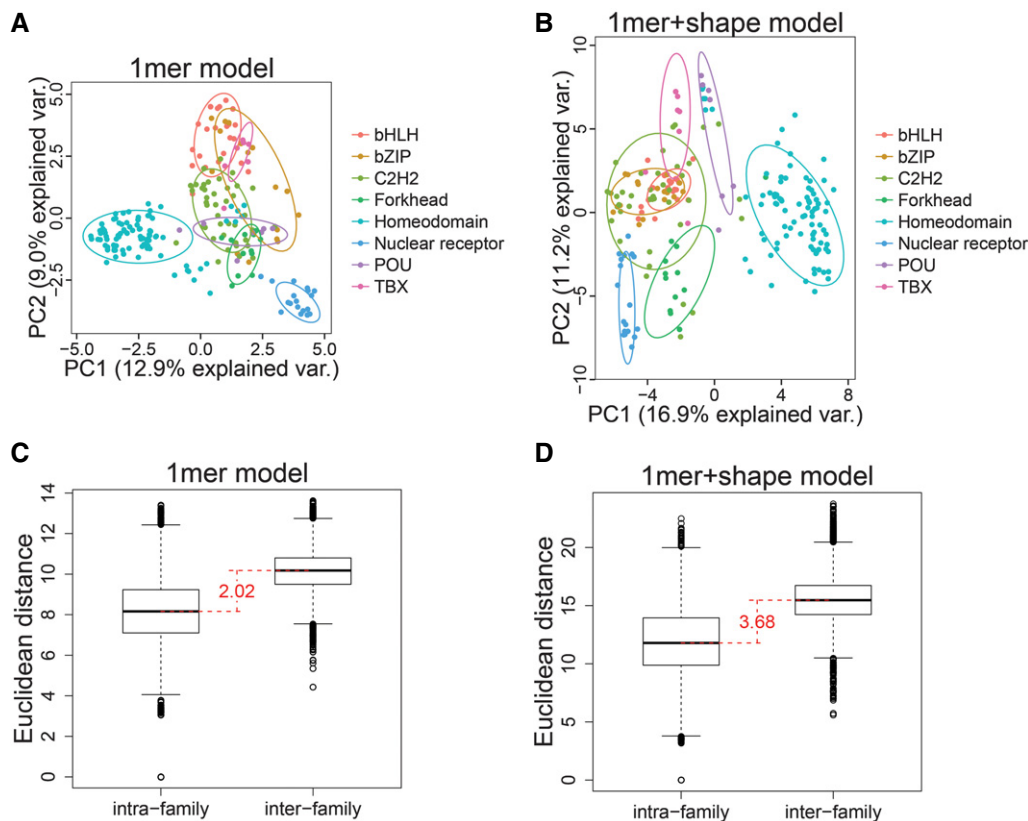 A
1mer model
PC2 (9.0% explained var.)
5.0
2.5
0.0
−2.5
−5.0
−2.5
0.0
2.5
5.0
PC1 (12.9% explained var.)
bHLH
bZIP
C2H2
Forkhead
Homeodomain
Nuclear receptor
POU
TBX
B
1mer+shape model
PC2 (11.2% explained var.)
10
5
0
−5
−10
−4
0
4
8
PC1 (16.9% explained var.)
bHLH
bZIP
C2H2
Forkhead
Homeodomain
Nuclear receptor
POU
TBX
C
1mer model
Euclidean distance
14
12
10
8
6
4
2
0
2.02
intra−family
inter−family
D
1mer+shape model
Euclidean distance
20
15
10
5
0
3.68
intra−family
inter−family